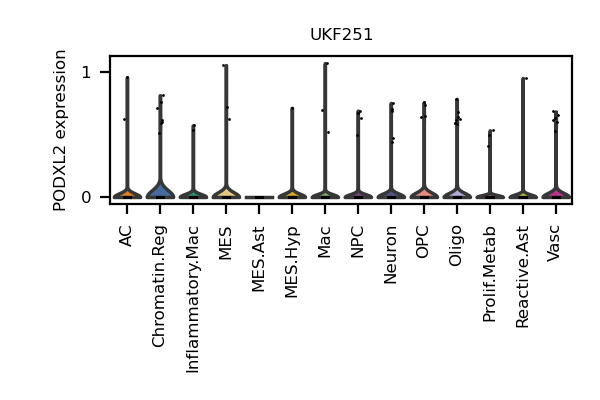 UKF251
PODXL2 expression
1
0
AC
Chromatin.Reg
Inflammatory.Mac
MES
MES.Ast
MES.Hyp
Mac
NPC
Neuron
OPC
Oligo
Prolif.Metab
Reactive.Ast
Vasc